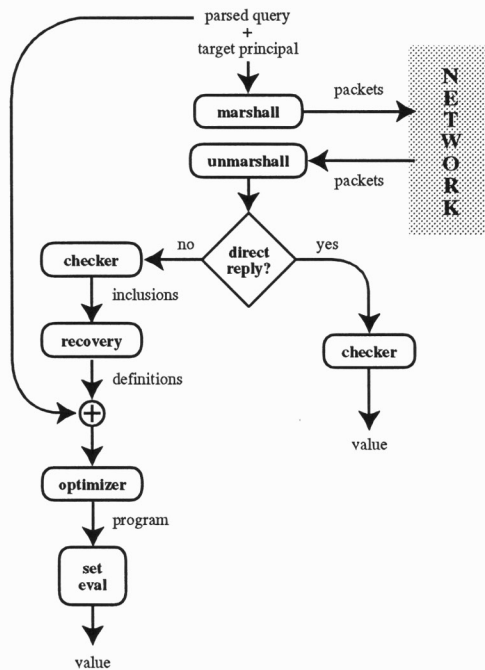 parsed query
+
target principal
marshall
packets
NETWORK
unmarshall
packets
direct
reply?
no
yes
checker
inclusions
recovery
checker
definitions
+
value
optimizer
program
set
eval
value